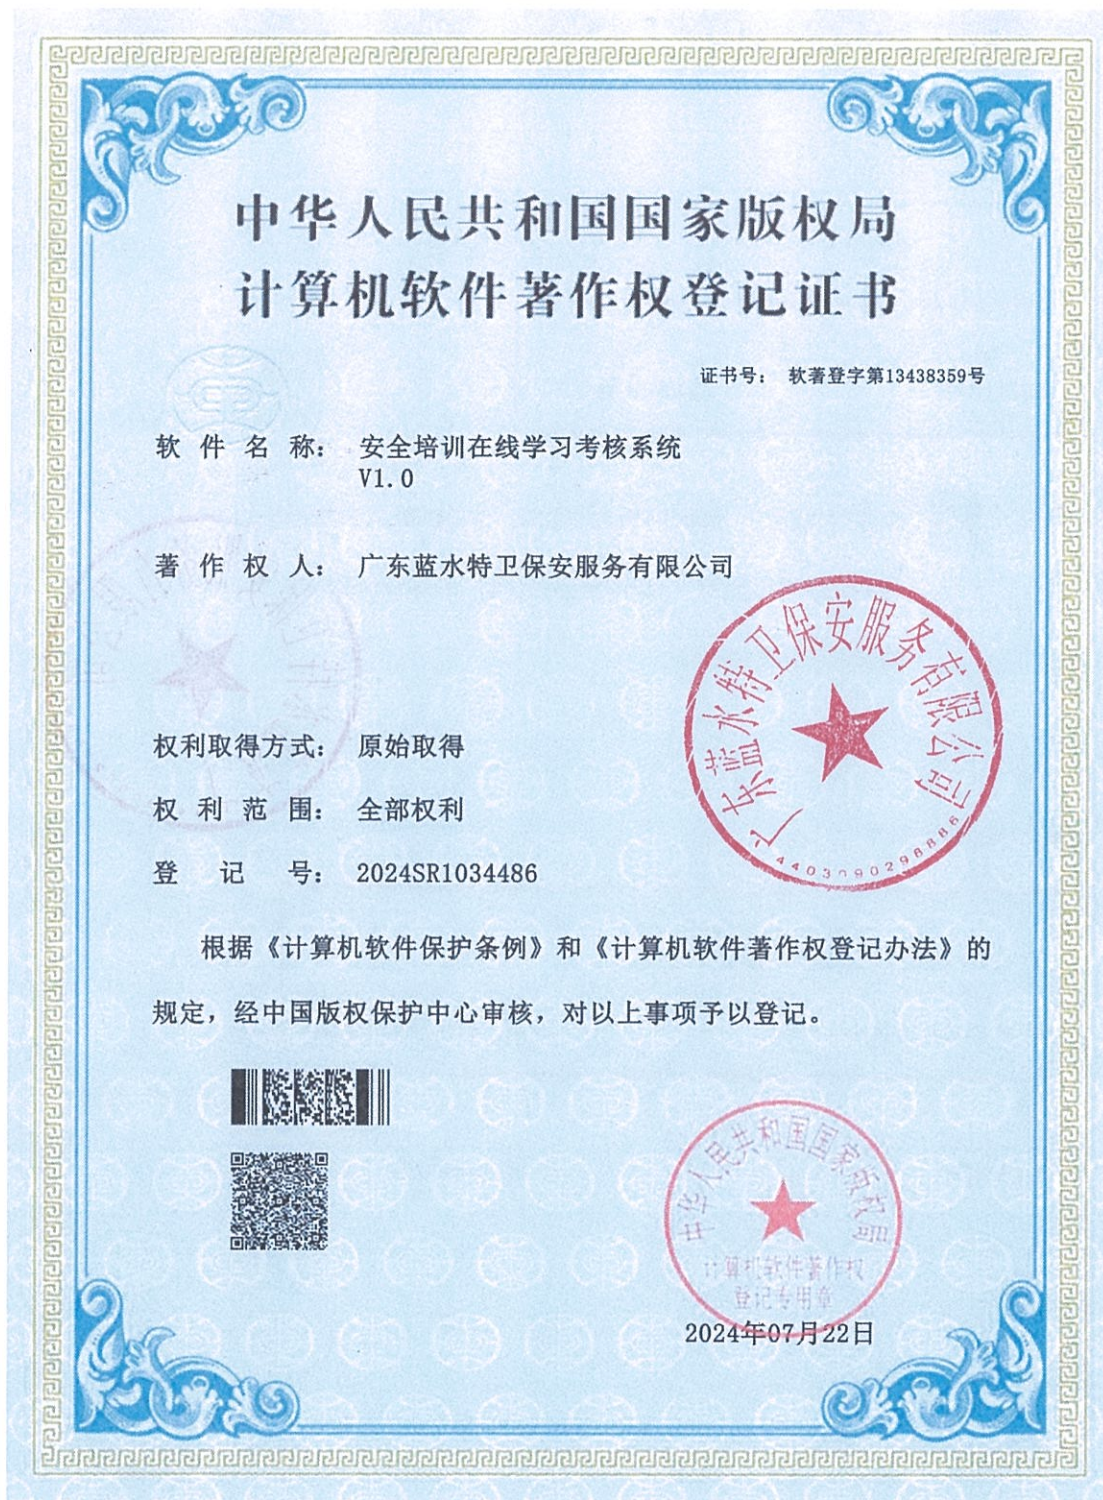 中华人民共和国国家版权局
计算机软件著作权登记证书
证书号： 软著登字第13438359号
软件名称： 安全培训在线学习考核系统
V1.0
著作权人： 广东蓝水特卫保安服务有限公司
广东蓝水特卫保安服务有限公司
权利取得方式： 原始取得
权利范围： 全部权利
登记号： 2024SR1034486
4403090298886
根据《计算机软件保护条例》和《计算机软件著作权登记办法》的
规定，经中国版权保护中心审核，对以上事项予以登记。
中华人民共和国国家版权局
计算机软件著作权
登记专用章
2024年07月22日